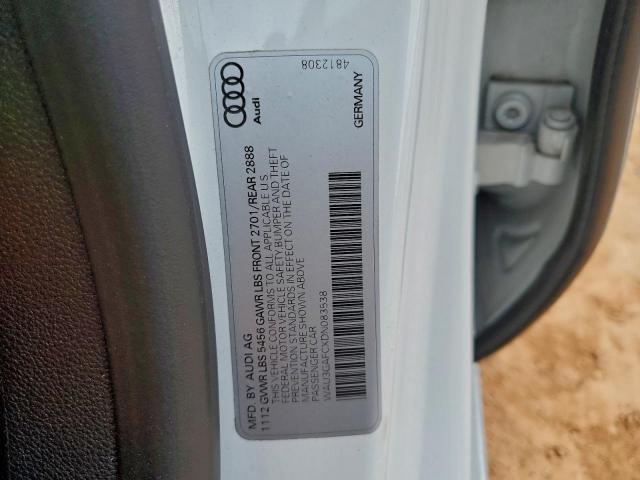 Audi
4812308
GERMANY
MFD. BY AUDI AG
1112 GVWR LBS 5456 GAWR LBS FRONT 2701/REAR 2888
THIS VEHICLE CONFORMS TO ALL APPLICABLE U.S.
FEDERAL MOTOR VEHICLE SAFETY, BUMPER AND THEFT
PREVENTION STANDARDS IN EFFECT ON THE DATE OF
MANUFACTURE SHOWN ABOVE
PASSENGER CAR
WAU3GAFCXDN083538